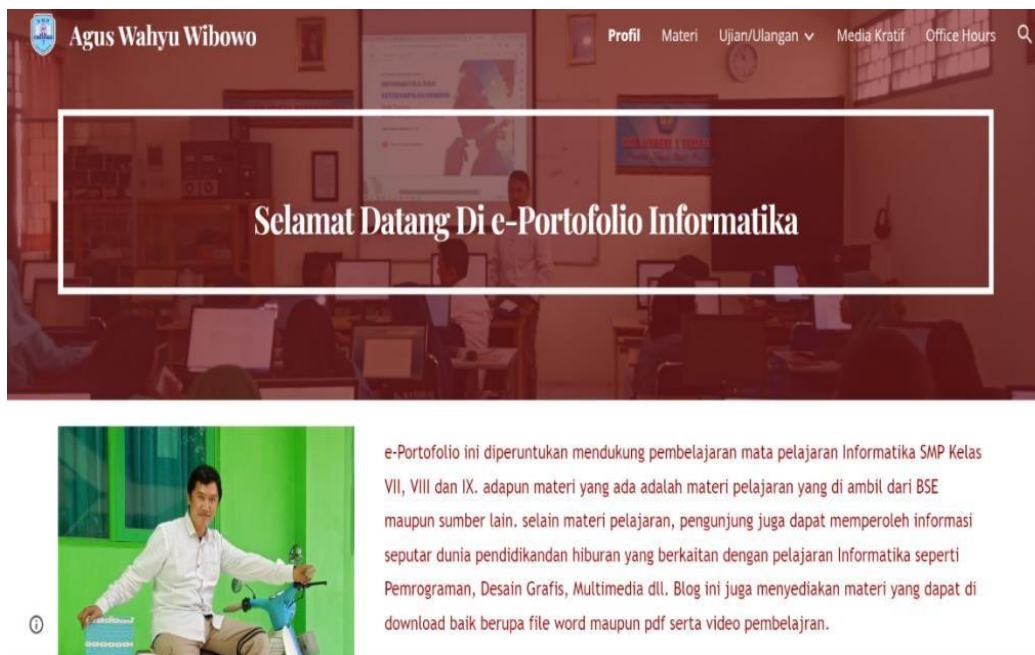 Agus Wahyu Wibowo
Profil Materi Ujian/Ulangan Media Kratif Office Hours
Selamat Datang Di e-Portofolio Informatika
e-Portofolio ini diperuntukan mendukung pembelajaran mata pelajaran Informatika SMP Kelas
VII, VIII dan IX. adapun materi yang ada adalah materi pelajaran yang di ambil dari BSE
maupun sumber lain. selain materi pelajaran, pengunjung juga dapat memperoleh informasi
seputar dunia pendidikandan hiburan yang berkaitan dengan pelajaran Informatika seperti
Pemrograman, Desain Grafis, Multimedia dll. Blog ini juga menyediakan materi yang dapat di
download baik berupa file word maupun pdf serta video pembelajran.